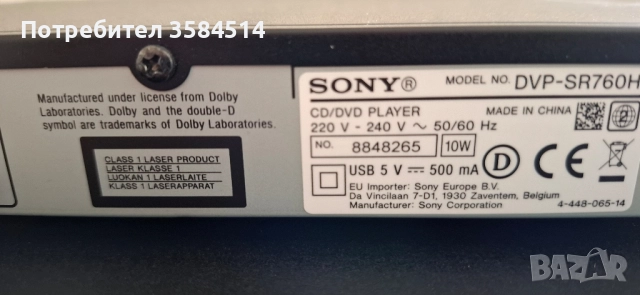 Потребител 3584514
Manufactured under license from Dolby
Laboratories. Dolby and the double-D
symbol are trademarks of Dolby Laboratories.
CLASS 1 LASER PRODUCT
LASER KLASSE 1
LUOKAN 1 LASERLAITE
KLASS 1 LASERAPPARAT
SONY® MODEL NO. DVP-SR760H
CD/DVD PLAYER MADE IN CHINA
220 V - 240 V ~ 50/60 Hz
NO. 8848265 10W
USB 5 V 500 mA
EU Importer: Sony Europe B.V.
Da Vincilaan 7-D1, 1930 Zaventem, Belgium
Manufacturer: Sony Corporation 4-448-065-14
D CE
BAZAR